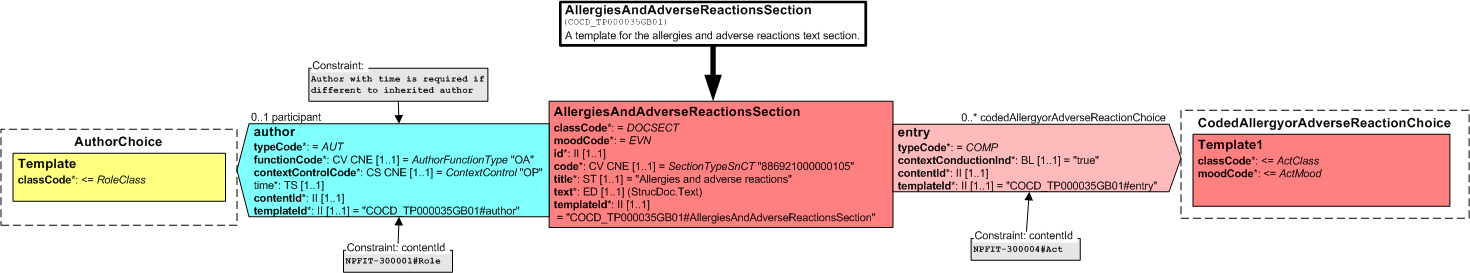 AllergiesAndAdverseReactionsSection
(COCD_TP000035GB01)
A template for the allergies and adverse reactions text section.
Constraint:
Author with time is required if
different to inherited author
0..1 participant
0..* codedAllergyorAdverseReactionChoice
AuthorChoice
Template
classCode*: <= RoleClass
author
typeCode*: = AUT
functionCode*: CV CNE [1..1] = AuthorFunctionType "OA"
contextControlCode*: CS CNE [1..1] = ContextControl "OP"
time*: TS [1..1]
contentId*: II [1..1]
templateId*: II [1..1] = "COCD_TP000035GB01#author"
AllergiesAndAdverseReactionsSection
classCode*: = DOCSECT
moodCode*: = EVN
id*: II [1..1]
code*: CV CNE [1..1] = SectionTypeSnCT "886921000000105"
title*: ST [1..1] = "Allergies and adverse reactions"
text*: ED [1..1] (StrucDoc.Text)
templateId*: II [1..1]
= "COCD_TP000035GB01#AllergiesAndAdverseReactionsSection"
entry
typeCode*: = COMP
contextConductionInd*: BL [1..1] = "true"
contentId*: II [1..1]
templateId*: II [1..1] = "COCD_TP000035GB01#entry"
CodedAllergyorAdverseReactionChoice
Template1
classCode*: <= ActClass
moodCode*: <= ActMood
Constraint: contentId
NPFIT-300001#Role
Constraint: contentId
NPFIT-300004#Act